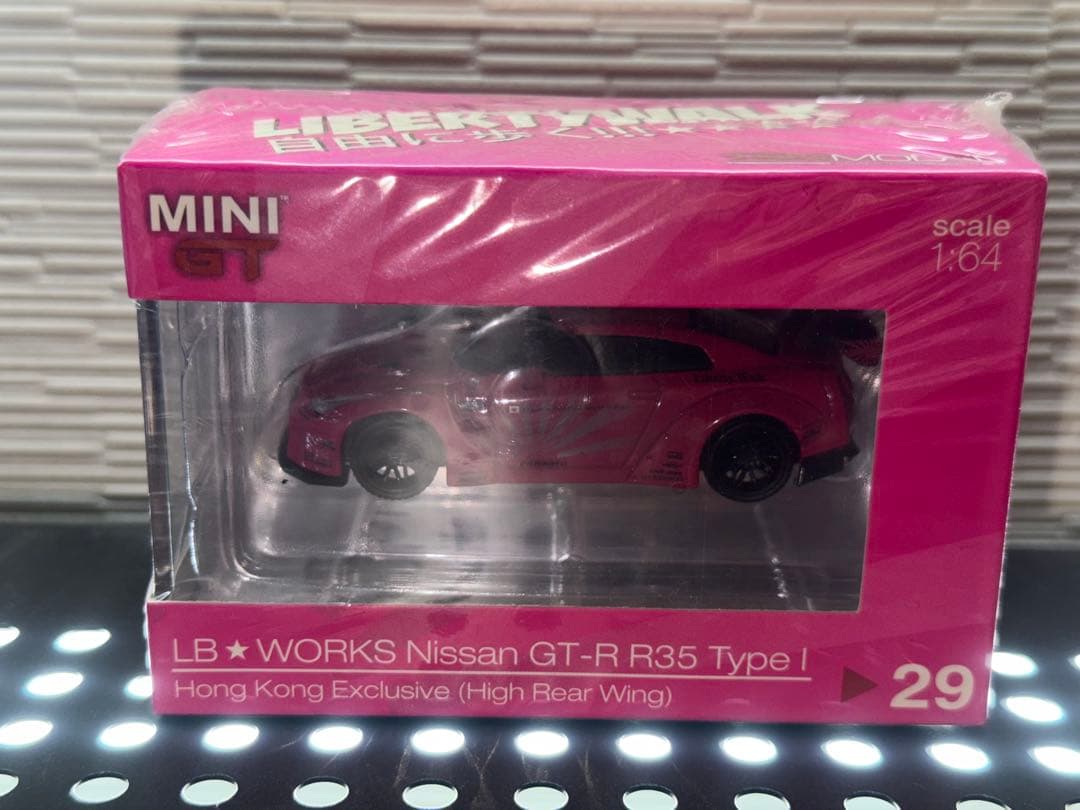 LIBERTYWALK
自由に歩く!!!!★★★★
MINI™
GT
scale
1:64
LB★WORKS Nissan GT-R R35 Type I
Hong Kong Exclusive (High Rear Wing)
29